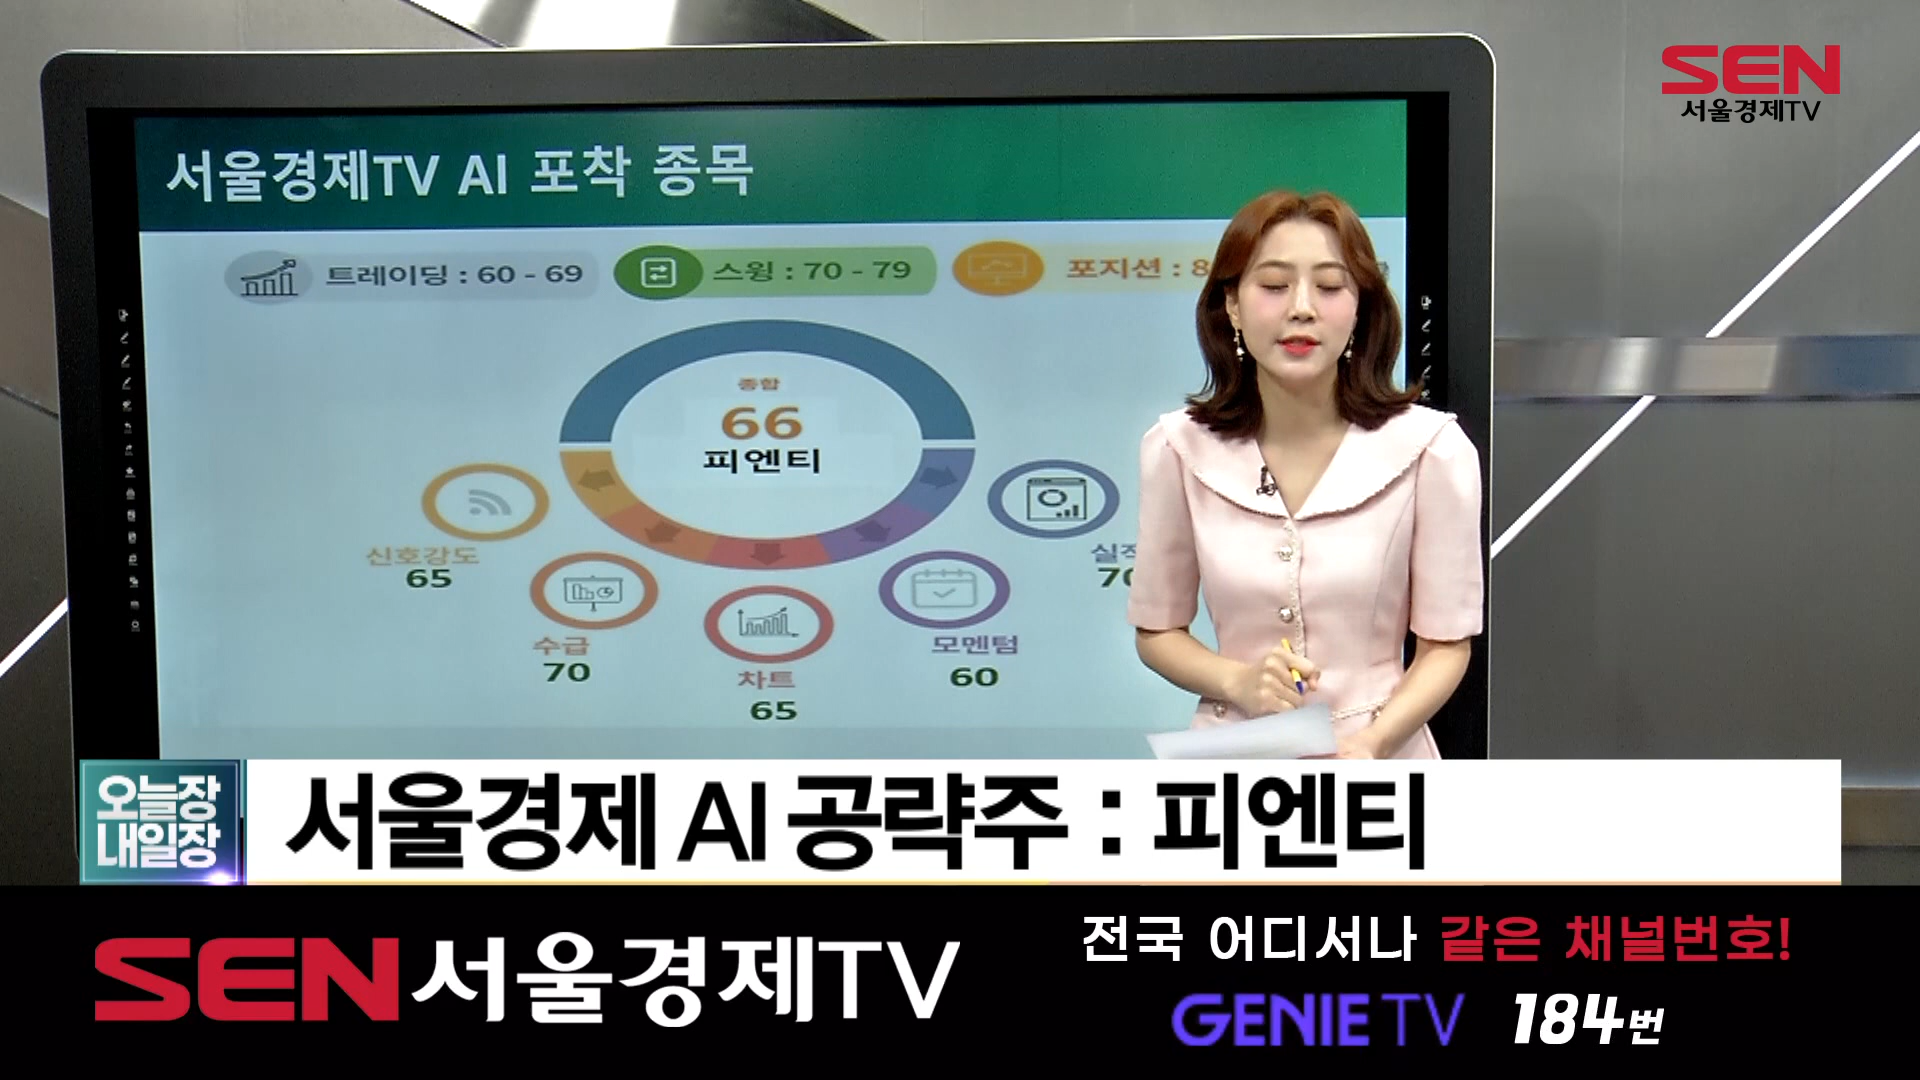 SEN
서울경제TV
서울경제TV AI 포착 종목
트레이딩 : 60 - 69
스윙 : 70 - 79
포지션 : 8
종합
66
피엔티
신호강도
65
수급
70
차트
65
모멘텀
60
오늘장
내일장
서울경제 AI 공략주 : 피엔티
SEN 서울경제TV
전국 어디서나 같은 채널번호!
GENIE TV 184번